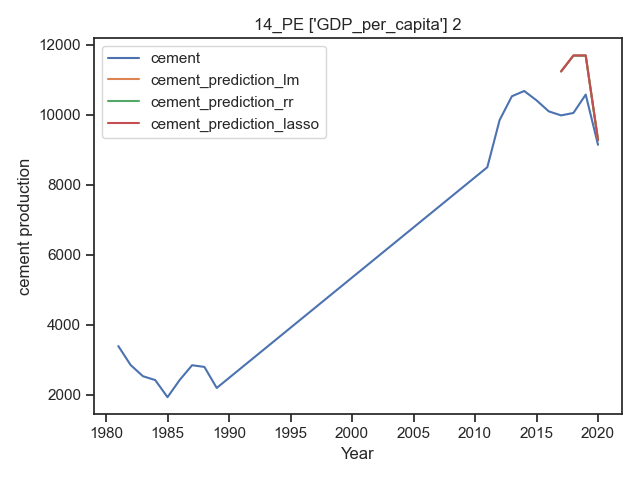 14_PE ['GDP_per_capita'] 2
12000
10000
8000
6000
4000
2000
cement production
cement
cement_prediction_lm
cement_prediction_rr
cement_prediction_lasso
1980 1985 1990 1995 2000 2005 2010 2015 2020
Year